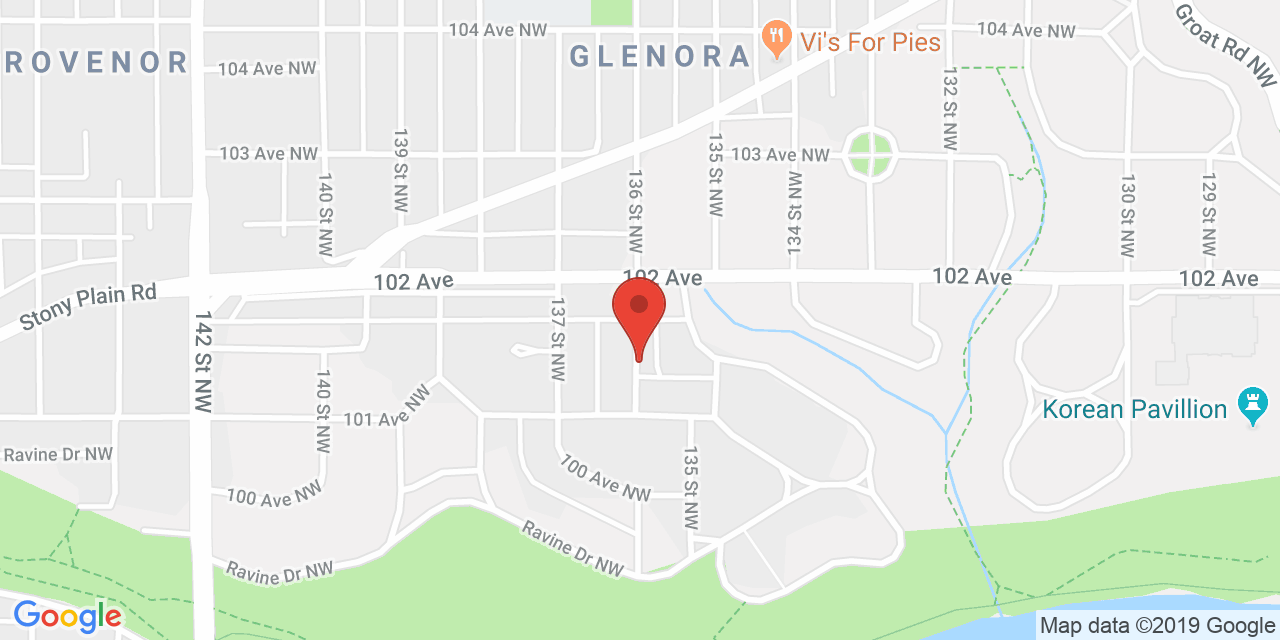 104 Ave NW
104 Ave NW
Groat Rd NW
Vi's For Pies
GLENORA
ROVENOR
104 Ave NW
132 St NW
103 Ave NW
139 St NW
135 St NW
103 Ave NW
140 St NW
136 St NW
134 St NW
130 St NW
129 St NW
102 Ave
102 Ave
102 Ave
102 Ave
Stony Plain Rd
142 St NW
137 St NW
140 St NW
101 Ave NW
Korean Pavillion
Ravine Dr NW
100 Ave NW
100 Ave NW
135 St NW
Ravine Dr NW
Ravine Dr NW
Google
Map data ©2019 Google